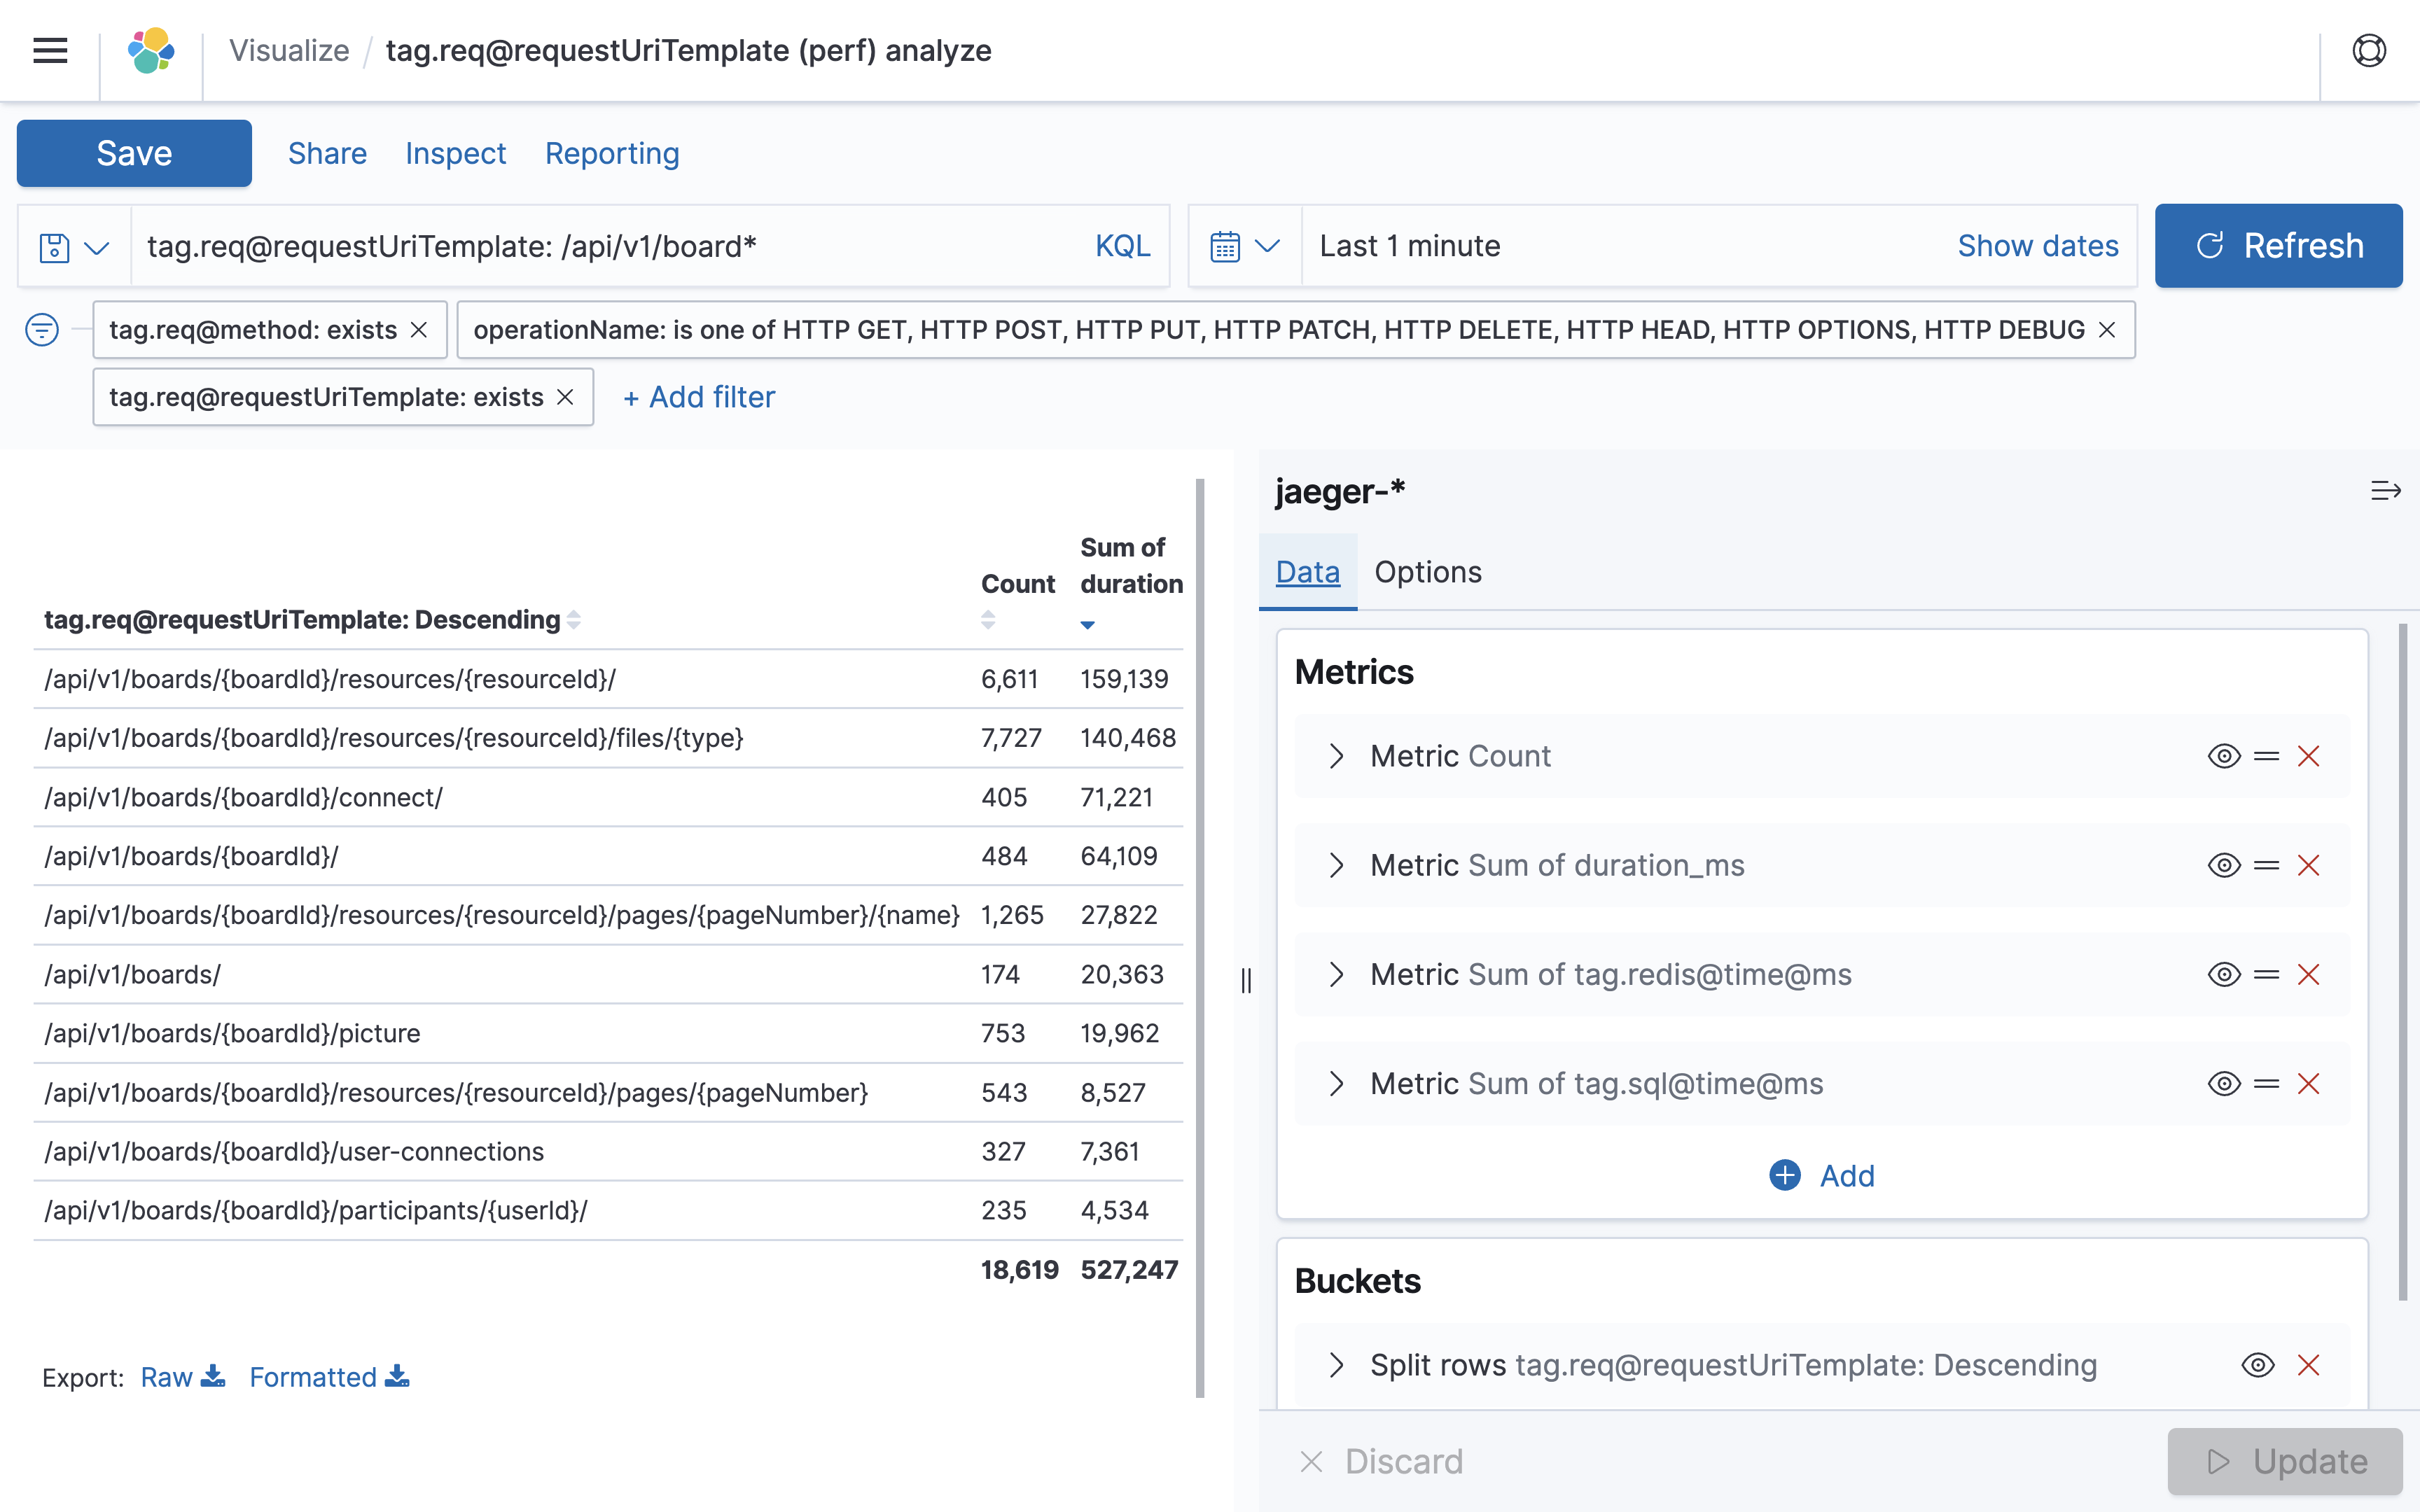 Visualize / tag.req@requestUriTemplate (perf) analyze
Save Share Inspect Reporting
tag.req@requestUriTemplate: /api/v1/board* KQL Last 1 minute Show dates Refresh
tag.req@method: exists operationName: is one of HTTP GET, HTTP POST, HTTP PUT, HTTP PATCH, HTTP DELETE, HTTP HEAD, HTTP OPTIONS, HTTP DEBUG
tag.req@requestUriTemplate: exists + Add filter
tag.req@requestUriTemplate: Descending Count Sum of duration
/api/v1/boards/{boardId}/resources/{resourceId}/ 6,611 159,139
/api/v1/boards/{boardId}/resources/{resourceId}/files/{type} 7,727 140,468
/api/v1/boards/{boardId}/connect/ 405 71,221
/api/v1/boards/{boardId}/ 484 64,109
/api/v1/boards/{boardId}/resources/{resourceId}/pages/{pageNumber}/{name} 1,265 27,822
/api/v1/boards/ 174 20,363
/api/v1/boards/{boardId}/picture 753 19,962
/api/v1/boards/{boardId}/resources/{resourceId}/pages/{pageNumber} 543 8,527
/api/v1/boards/{boardId}/user-connections 327 7,361
/api/v1/boards/{boardId}/participants/{userId}/ 235 4,534
18,619 527,247
Export: Raw Formatted
jaeger-*
Data Options
Metrics
Metric Count
Metric Sum of duration_ms
Metric Sum of tag.redis@time@ms
Metric Sum of tag.sql@time@ms
Add
Buckets
Split rows tag.req@requestUriTemplate: Descending
Discard Update